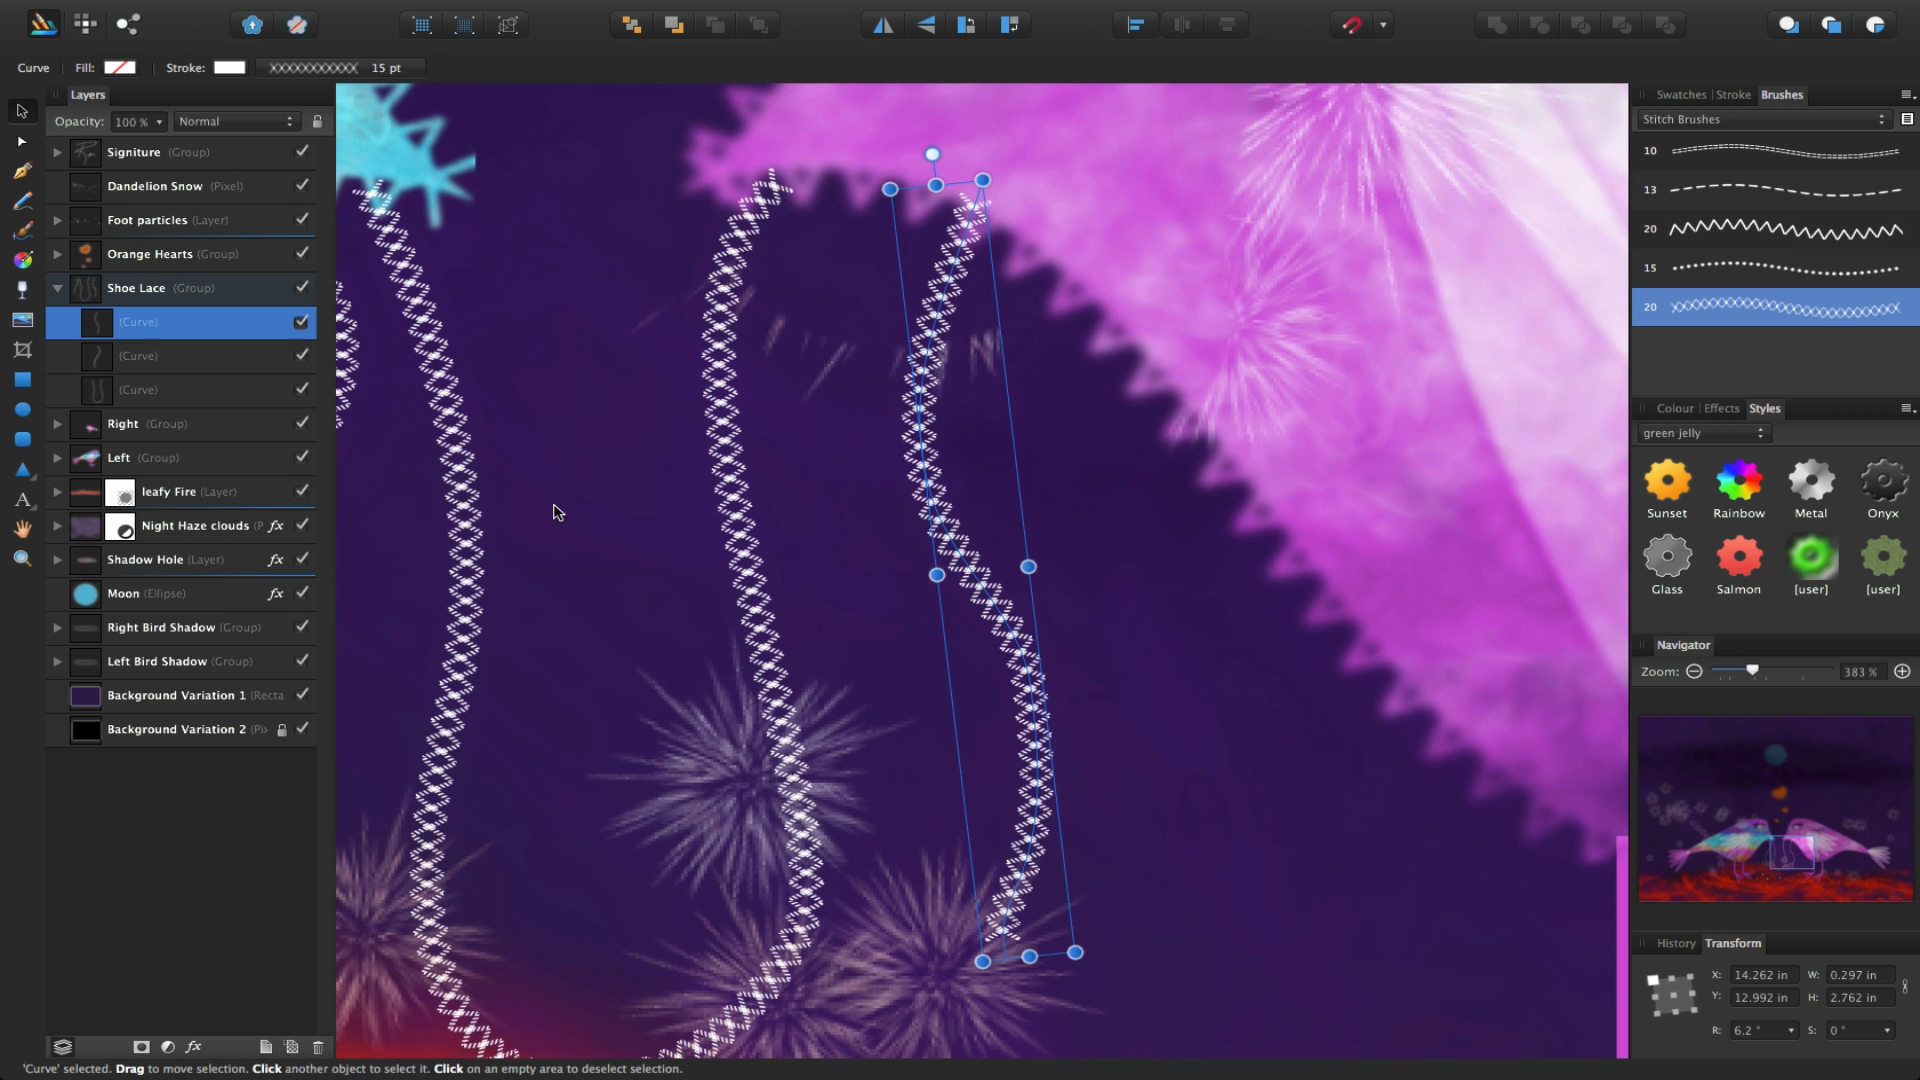 Curve Fill: Stroke: 15 pt
Layers
Opacity: 100 % Normal
Signiture (Group)
Dandelion Snow (Pixel)
Foot particles (Layer)
Orange Hearts (Group)
Shoe Lace (Group)
(Curve)
(Curve)
(Curve)
Right (Group)
Left (Group)
leafy Fire (Layer)
Night Haze clouds (P fx
Shadow Hole (Layer) fx
Moon (Ellipse) fx
Right Bird Shadow (Group)
Left Bird Shadow (Group)
Background Variation 1 (Recta
Background Variation 2 (Pix
fx
'Curve' selected. Drag to move selection. Click another object to select it. Click on an empty area to deselect selection.
Swatches Stroke Brushes
Stitch Brushes
10
13
20
15
20
Colour Effects Styles
green jelly
Sunset Rainbow Metal Onyx
Glass Salmon [user] [user]
Navigator
Zoom: 383 %
History Transform
X: 14.262 in W: 0.297 in
Y: 12.992 in H: 2.762 in
R: 6.2 ° S: 0 °